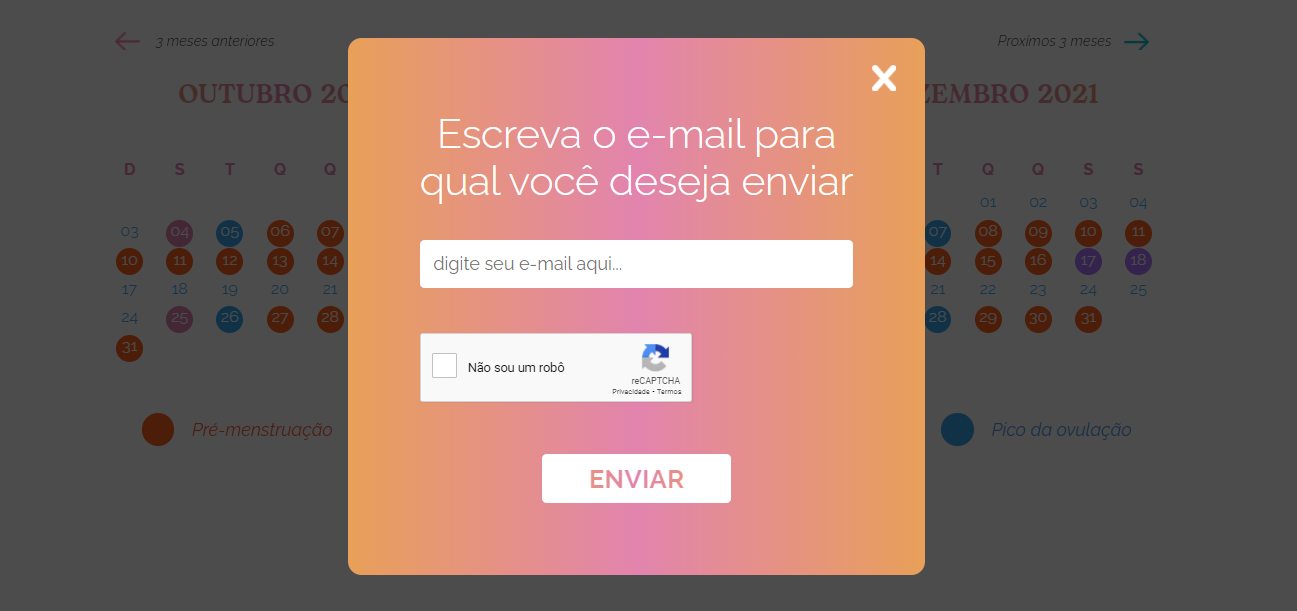 3 meses anteriores
Proximos 3 meses
OUTUBRO
2021
Escreva o e-mail para
qual você deseja enviar
D S T Q Q
T Q Q S S
01 02 03 04
03 04 05 06 07
07 08 09 10 11
10 11 12 13 14
14 15 16 17 18
17 18 19 20 21
21 22 23 24 25
24 25 26 27 28
28 29 30 31
31
digite seu e-mail aqui...
Não sou um robô
reCAPTCHA
Privacidade - Termos
Pré-menstruação
Pico da ovulação
ENVIAR